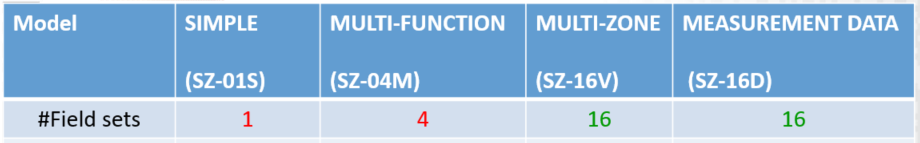 Model SIMPLE MULTI-FUNCTION MULTI-ZONE MEASUREMENT DATA
(SZ-01S) (SZ-04M) (SZ-16V) (SZ-16D)
#Field sets 1 4 16 16